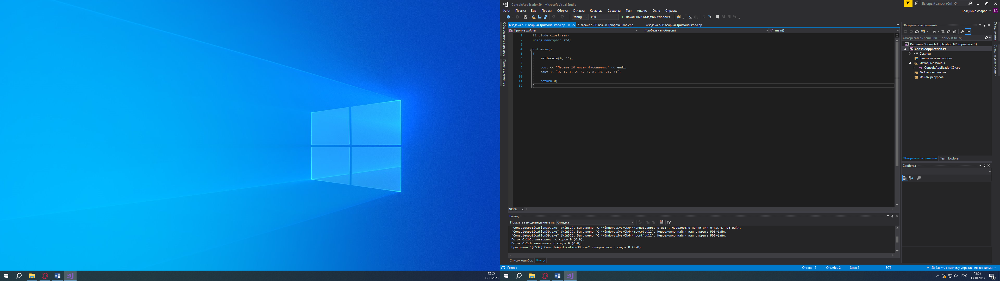 ConsoleApplication39 - Microsoft Visual Studio
Быстрый запуск (Ctrl+Q)
Файл Правка Вид Проект Сборка Отладка Команда Средства Тест Анализ Окно Справка
Владимир Азаров ВА
Debug x86 Локальный отладчик Windows
6 задача 5ЛР Азар...и Трифоченков.cpp 5 задача 5 ЛР Аза...и Трифоченков.cpp 4 задача 5ЛР Азар...и Трифоченков.cpp
Прочие файлы (Глобальная область) main()
Обозреватель серверов
Панель элементов
1 #include <iostream>
2 using namespace std;
3
4 int main()
5 {
6 setlocale(0, "");
7
8 cout << "Первые 10 чисел Фибоначчи:" << endl;
9 cout << "0, 1, 1, 2, 3, 5, 8, 13, 21, 34";
10
11 return 0;
12 }
103 %
Вывод
Показать выходные данные из: Отладка
"ConsoleApplication39.exe" (Win32). Загружено "C:\Windows\SysWOW64\kernel.appcore.dll". Невозможно найти или открыть PDB-файл.
"ConsoleApplication39.exe" (Win32). Загружено "C:\Windows\SysWOW64\msvcrt.dll". Невозможно найти или открыть PDB-файл.
"ConsoleApplication39.exe" (Win32). Загружено "C:\Windows\SysWOW64\rpcrt4.dll". Невозможно найти или открыть PDB-файл.
Поток 0x2b5c завершился с кодом 0 (0x0).
Поток 0x2c0 завершился с кодом 0 (0x0).
Программа "[6532] ConsoleApplication39.exe" завершилась с кодом 0 (0x0).
Список ошибок Вывод
Обозреватель решений
Обозреватель решений — поиск (Ctrl+ж)
Решение "ConsoleApplication39" (проектов: 1)
ConsoleApplication39
Ссылки
Внешние зависимости
Исходные файлы
ConsoleApplication39.cpp
Файлы заголовков
Файлы ресурсов
Обозреватель решений Team Explorer
Свойства
Уведомления
Средства диагностики
Готово Строка 12 Столбец 2 Знак 2 ВСТ Добавить в систему управления версиями
12:55
13.10.2023
РУС
12:55
13.10.2023
3